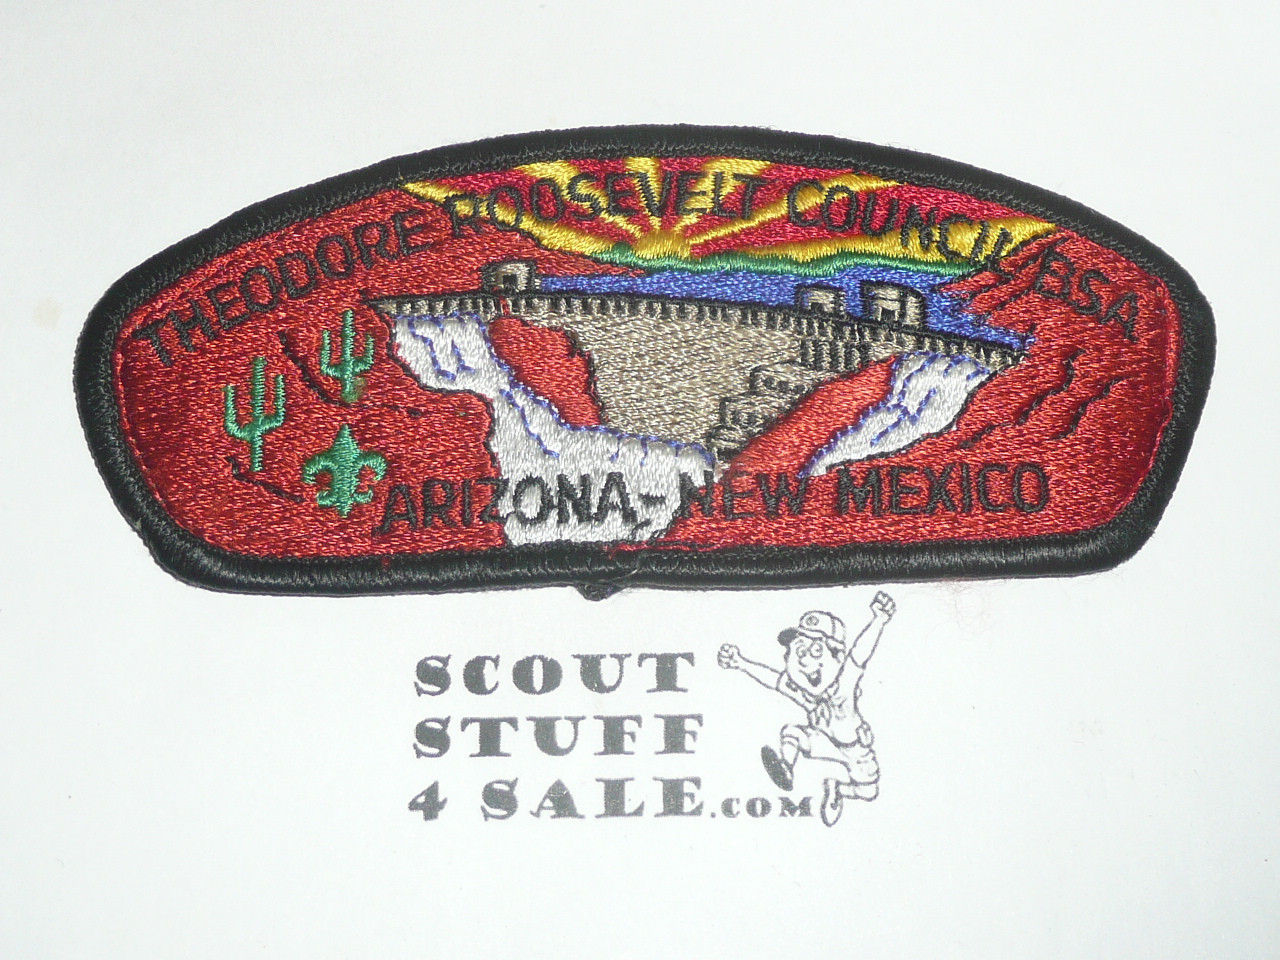 THEODORE ROOSEVELT COUNCIL BSA
ARIZONA - NEW MEXICO
SCOUT
STUFF
4 SALE.COM